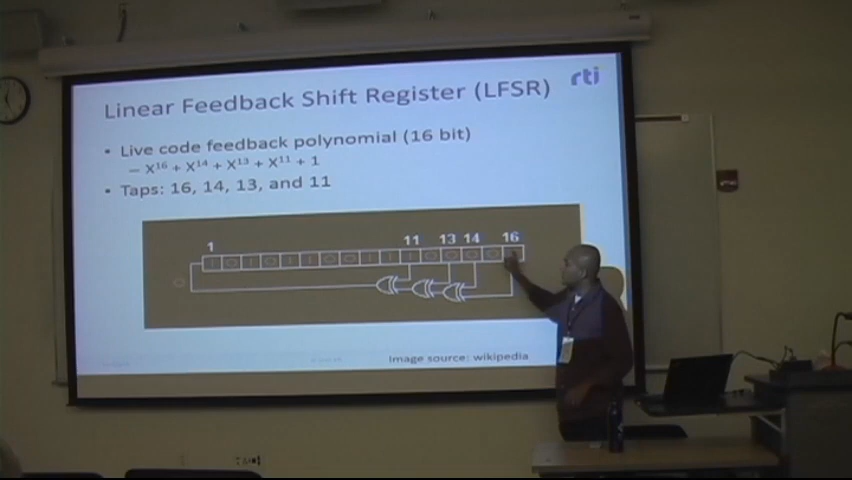 Linear Feedback Shift Register (LFSR)
rti
• Live code feedback polynomial (16 bit)
– X¹⁶ + X¹⁴ + X¹³ + X¹¹ + 1
• Taps: 16, 14, 13, and 11
1 11 13 14 16
Image source: wikipedia